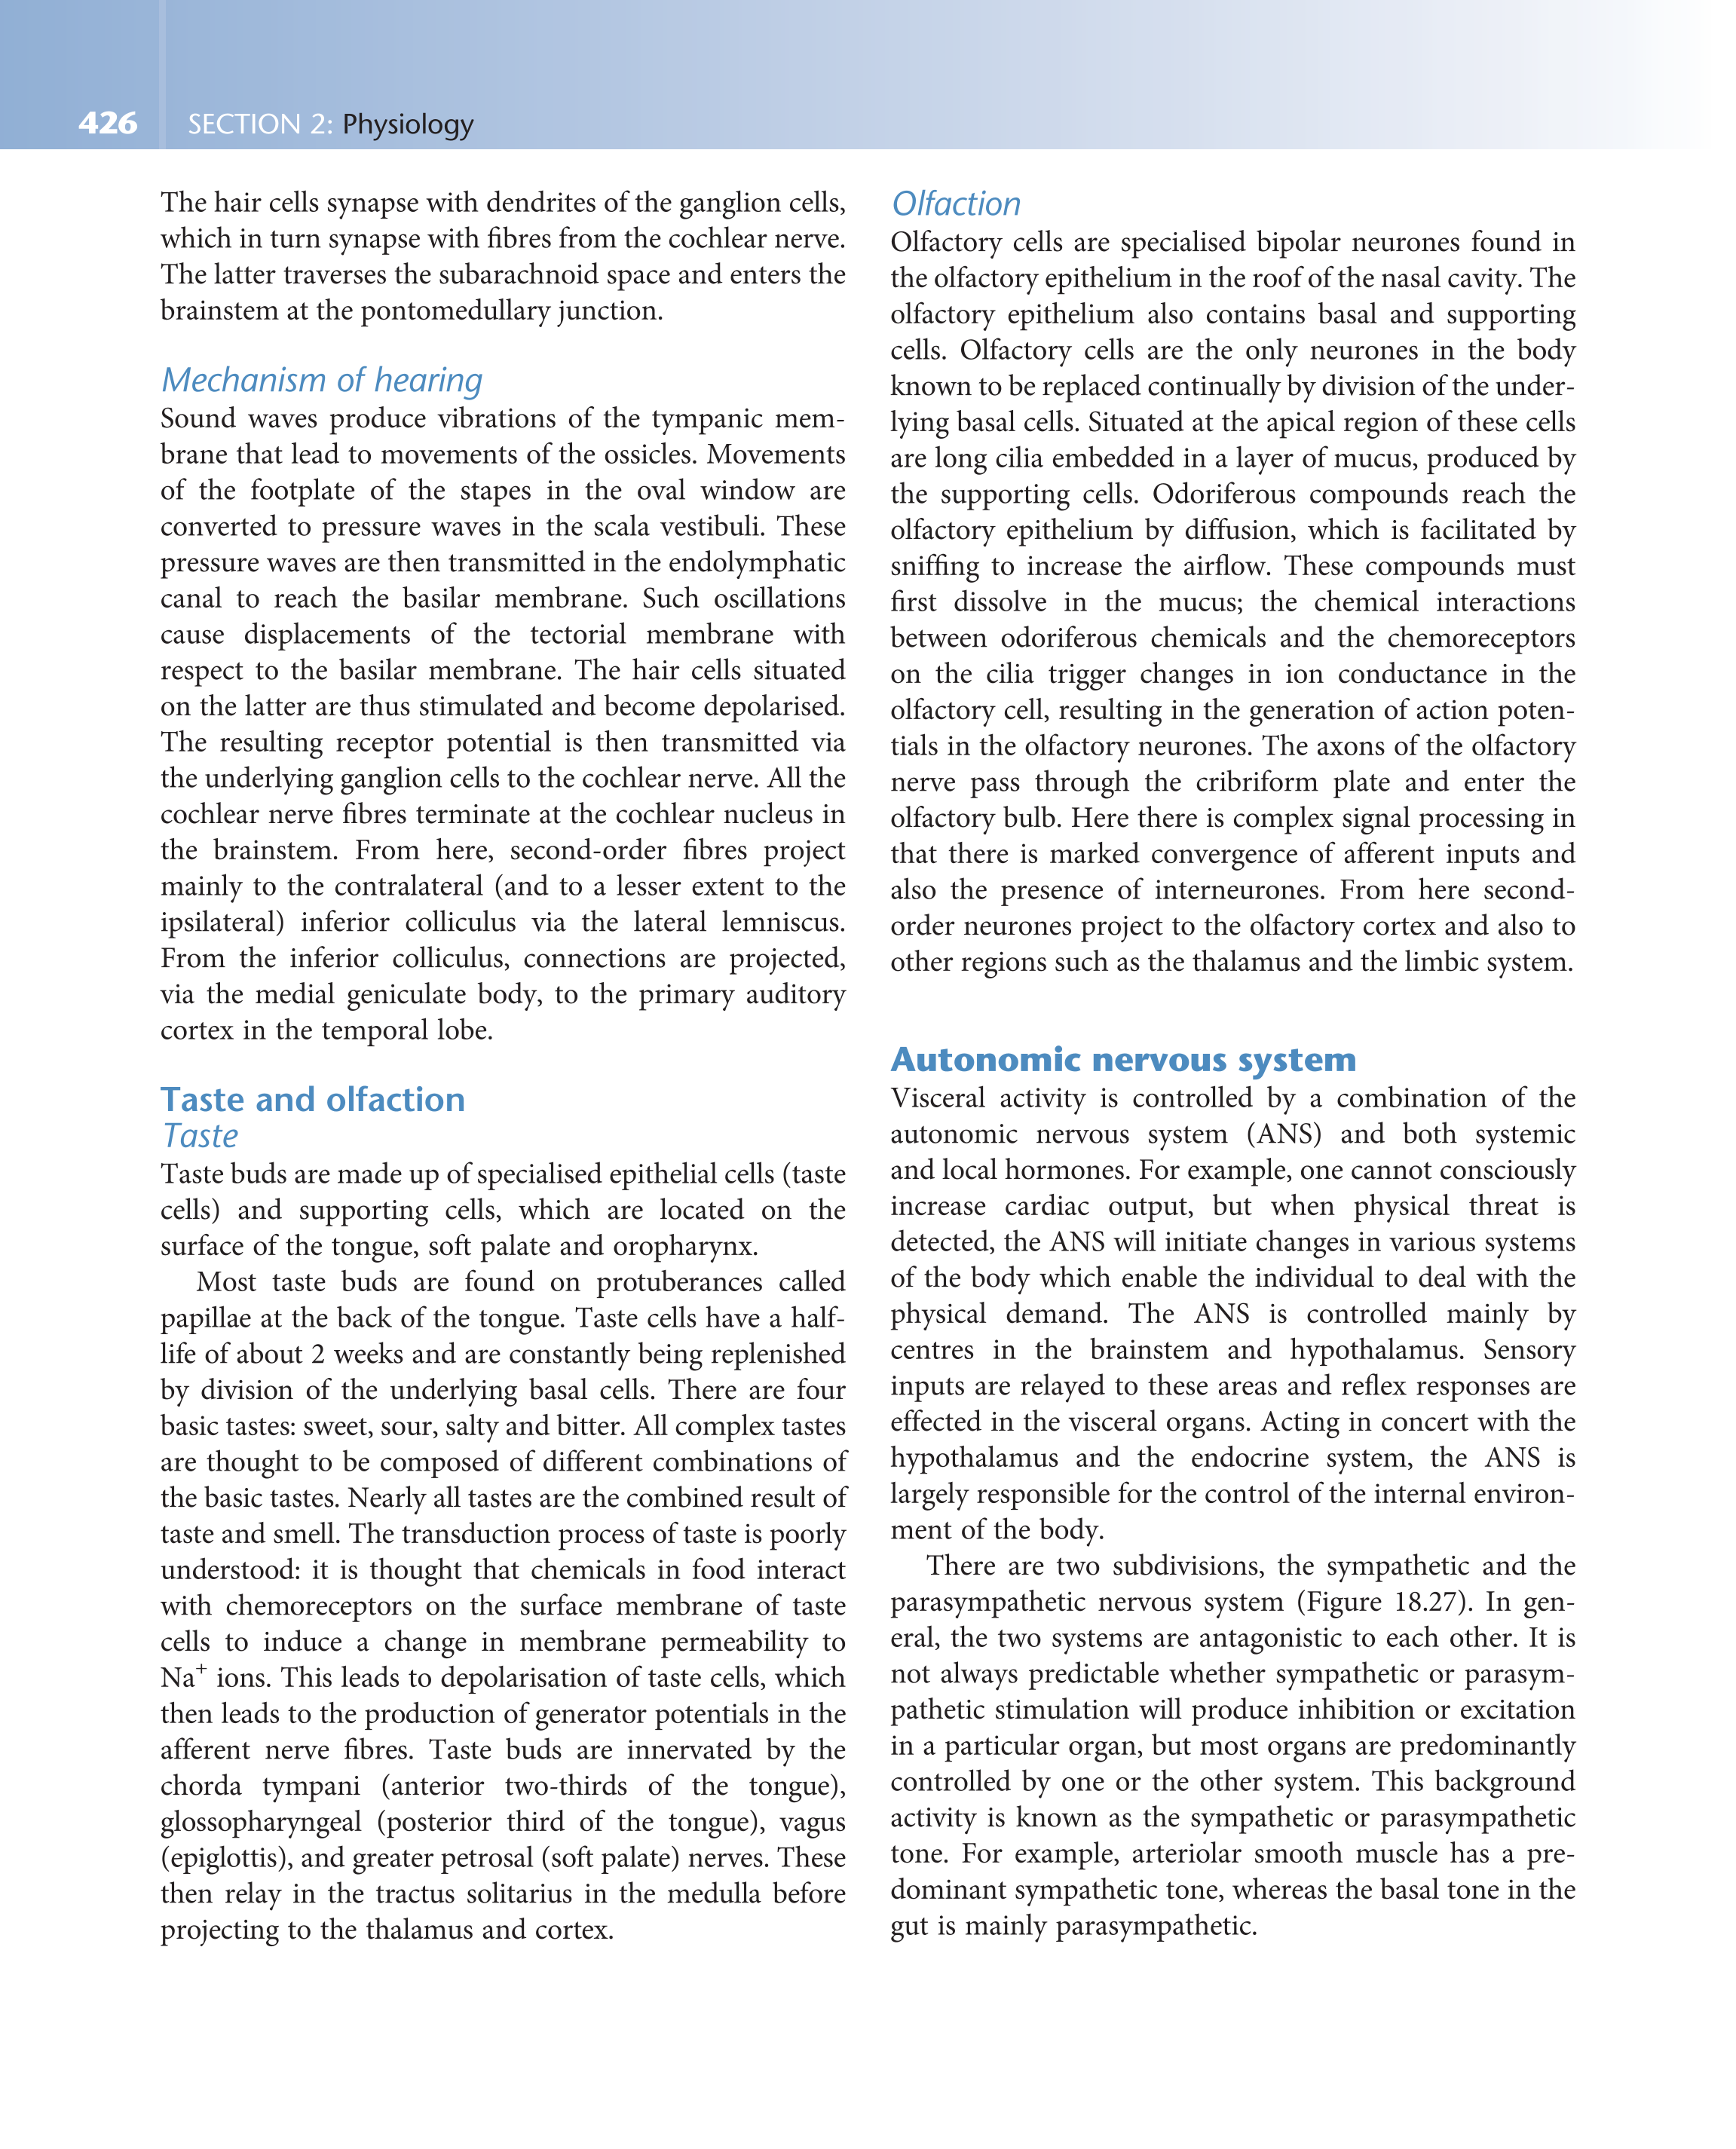 426 SECTION 2: Physiology
The hair cells synapse with dendrites of the ganglion cells,
which in turn synapse with fibres from the cochlear nerve.
The latter traverses the subarachnoid space and enters the
brainstem at the pontomedullary junction.
Mechanism of hearing
Sound waves produce vibrations of the tympanic mem-
brane that lead to movements of the ossicles. Movements
of the footplate of the stapes in the oval window are
converted to pressure waves in the scala vestibuli. These
pressure waves are then transmitted in the endolymphatic
canal to reach the basilar membrane. Such oscillations
cause displacements of the tectorial membrane with
respect to the basilar membrane. The hair cells situated
on the latter are thus stimulated and become depolarised.
The resulting receptor potential is then transmitted via
the underlying ganglion cells to the cochlear nerve. All the
cochlear nerve fibres terminate at the cochlear nucleus in
the brainstem. From here, second-order fibres project
mainly to the contralateral (and to a lesser extent to the
ipsilateral) inferior colliculus via the lateral lemniscus.
From the inferior colliculus, connections are projected,
via the medial geniculate body, to the primary auditory
cortex in the temporal lobe.
Taste and olfaction
Taste
Taste buds are made up of specialised epithelial cells (taste
cells) and supporting cells, which are located on the
surface of the tongue, soft palate and oropharynx.
Most taste buds are found on protuberances called
papillae at the back of the tongue. Taste cells have a half-
life of about 2 weeks and are constantly being replenished
by division of the underlying basal cells. There are four
basic tastes: sweet, sour, salty and bitter. All complex tastes
are thought to be composed of different combinations of
the basic tastes. Nearly all tastes are the combined result of
taste and smell. The transduction process of taste is poorly
understood: it is thought that chemicals in food interact
with chemoreceptors on the surface membrane of taste
cells to induce a change in membrane permeability to
Na⁺ ions. This leads to depolarisation of taste cells, which
then leads to the production of generator potentials in the
afferent nerve fibres. Taste buds are innervated by the
chorda tympani (anterior two-thirds of the tongue),
glossopharyngeal (posterior third of the tongue), vagus
(epiglottis), and greater petrosal (soft palate) nerves. These
then relay in the tractus solitarius in the medulla before
projecting to the thalamus and cortex.
Olfaction
Olfactory cells are specialised bipolar neurones found in
the olfactory epithelium in the roof of the nasal cavity. The
olfactory epithelium also contains basal and supporting
cells. Olfactory cells are the only neurones in the body
known to be replaced continually by division of the under-
lying basal cells. Situated at the apical region of these cells
are long cilia embedded in a layer of mucus, produced by
the supporting cells. Odoriferous compounds reach the
olfactory epithelium by diffusion, which is facilitated by
sniffing to increase the airflow. These compounds must
first dissolve in the mucus; the chemical interactions
between odoriferous chemicals and the chemoreceptors
on the cilia trigger changes in ion conductance in the
olfactory cell, resulting in the generation of action poten-
tials in the olfactory neurones. The axons of the olfactory
nerve pass through the cribriform plate and enter the
olfactory bulb. Here there is complex signal processing in
that there is marked convergence of afferent inputs and
also the presence of interneurones. From here second-
order neurones project to the olfactory cortex and also to
other regions such as the thalamus and the limbic system.
Autonomic nervous system
Visceral activity is controlled by a combination of the
autonomic nervous system (ANS) and both systemic
and local hormones. For example, one cannot consciously
increase cardiac output, but when physical threat is
detected, the ANS will initiate changes in various systems
of the body which enable the individual to deal with the
physical demand. The ANS is controlled mainly by
centres in the brainstem and hypothalamus. Sensory
inputs are relayed to these areas and reflex responses are
effected in the visceral organs. Acting in concert with the
hypothalamus and the endocrine system, the ANS is
largely responsible for the control of the internal environ-
ment of the body.
There are two subdivisions, the sympathetic and the
parasympathetic nervous system (Figure 18.27). In gen-
eral, the two systems are antagonistic to each other. It is
not always predictable whether sympathetic or parasym-
pathetic stimulation will produce inhibition or excitation
in a particular organ, but most organs are predominantly
controlled by one or the other system. This background
activity is known as the sympathetic or parasympathetic
tone. For example, arteriolar smooth muscle has a pre-
dominant sympathetic tone, whereas the basal tone in the
gut is mainly parasympathetic.